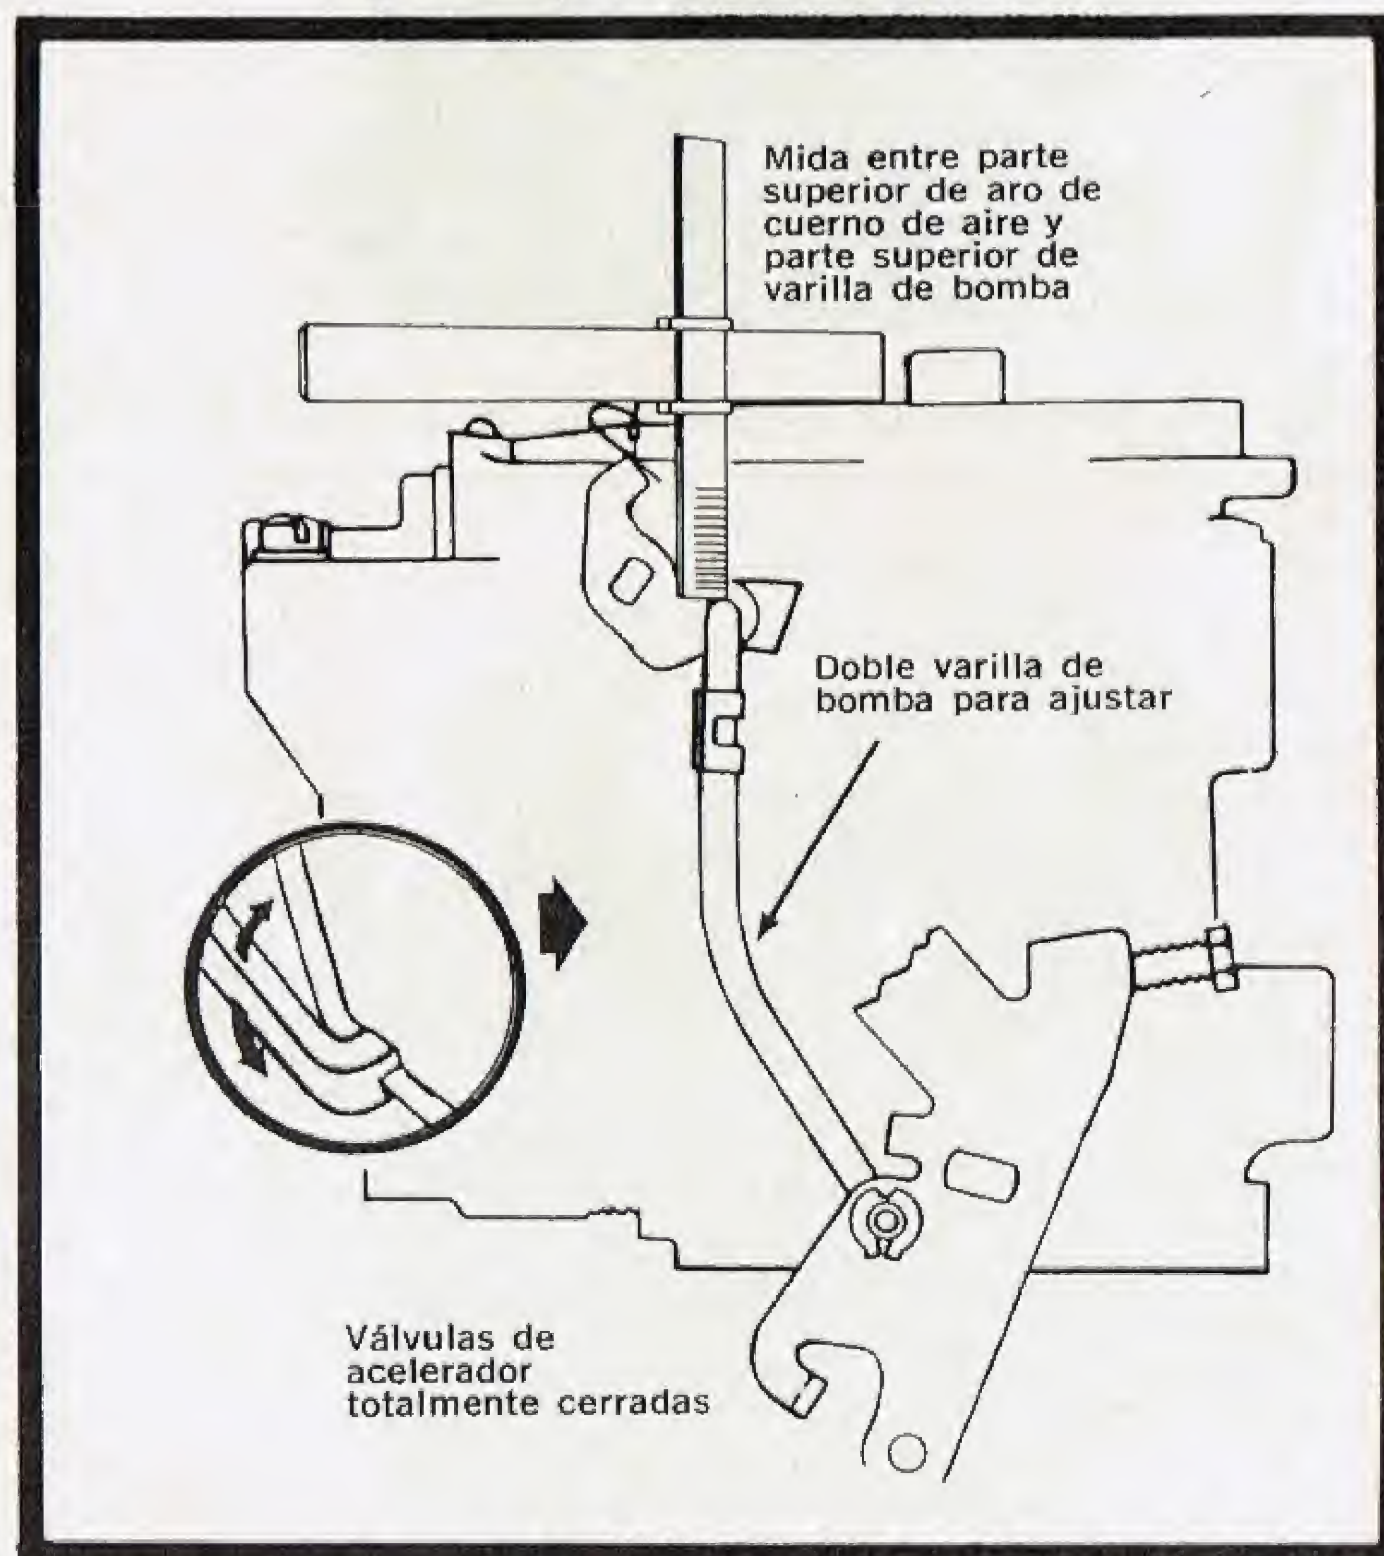 Mida entre parte
superior de aro de
cuerno de aire y
parte superior de
varilla de bomba
Doble varilla de
bomba para ajustar
Válvulas de
acelerador
totalmente cerradas